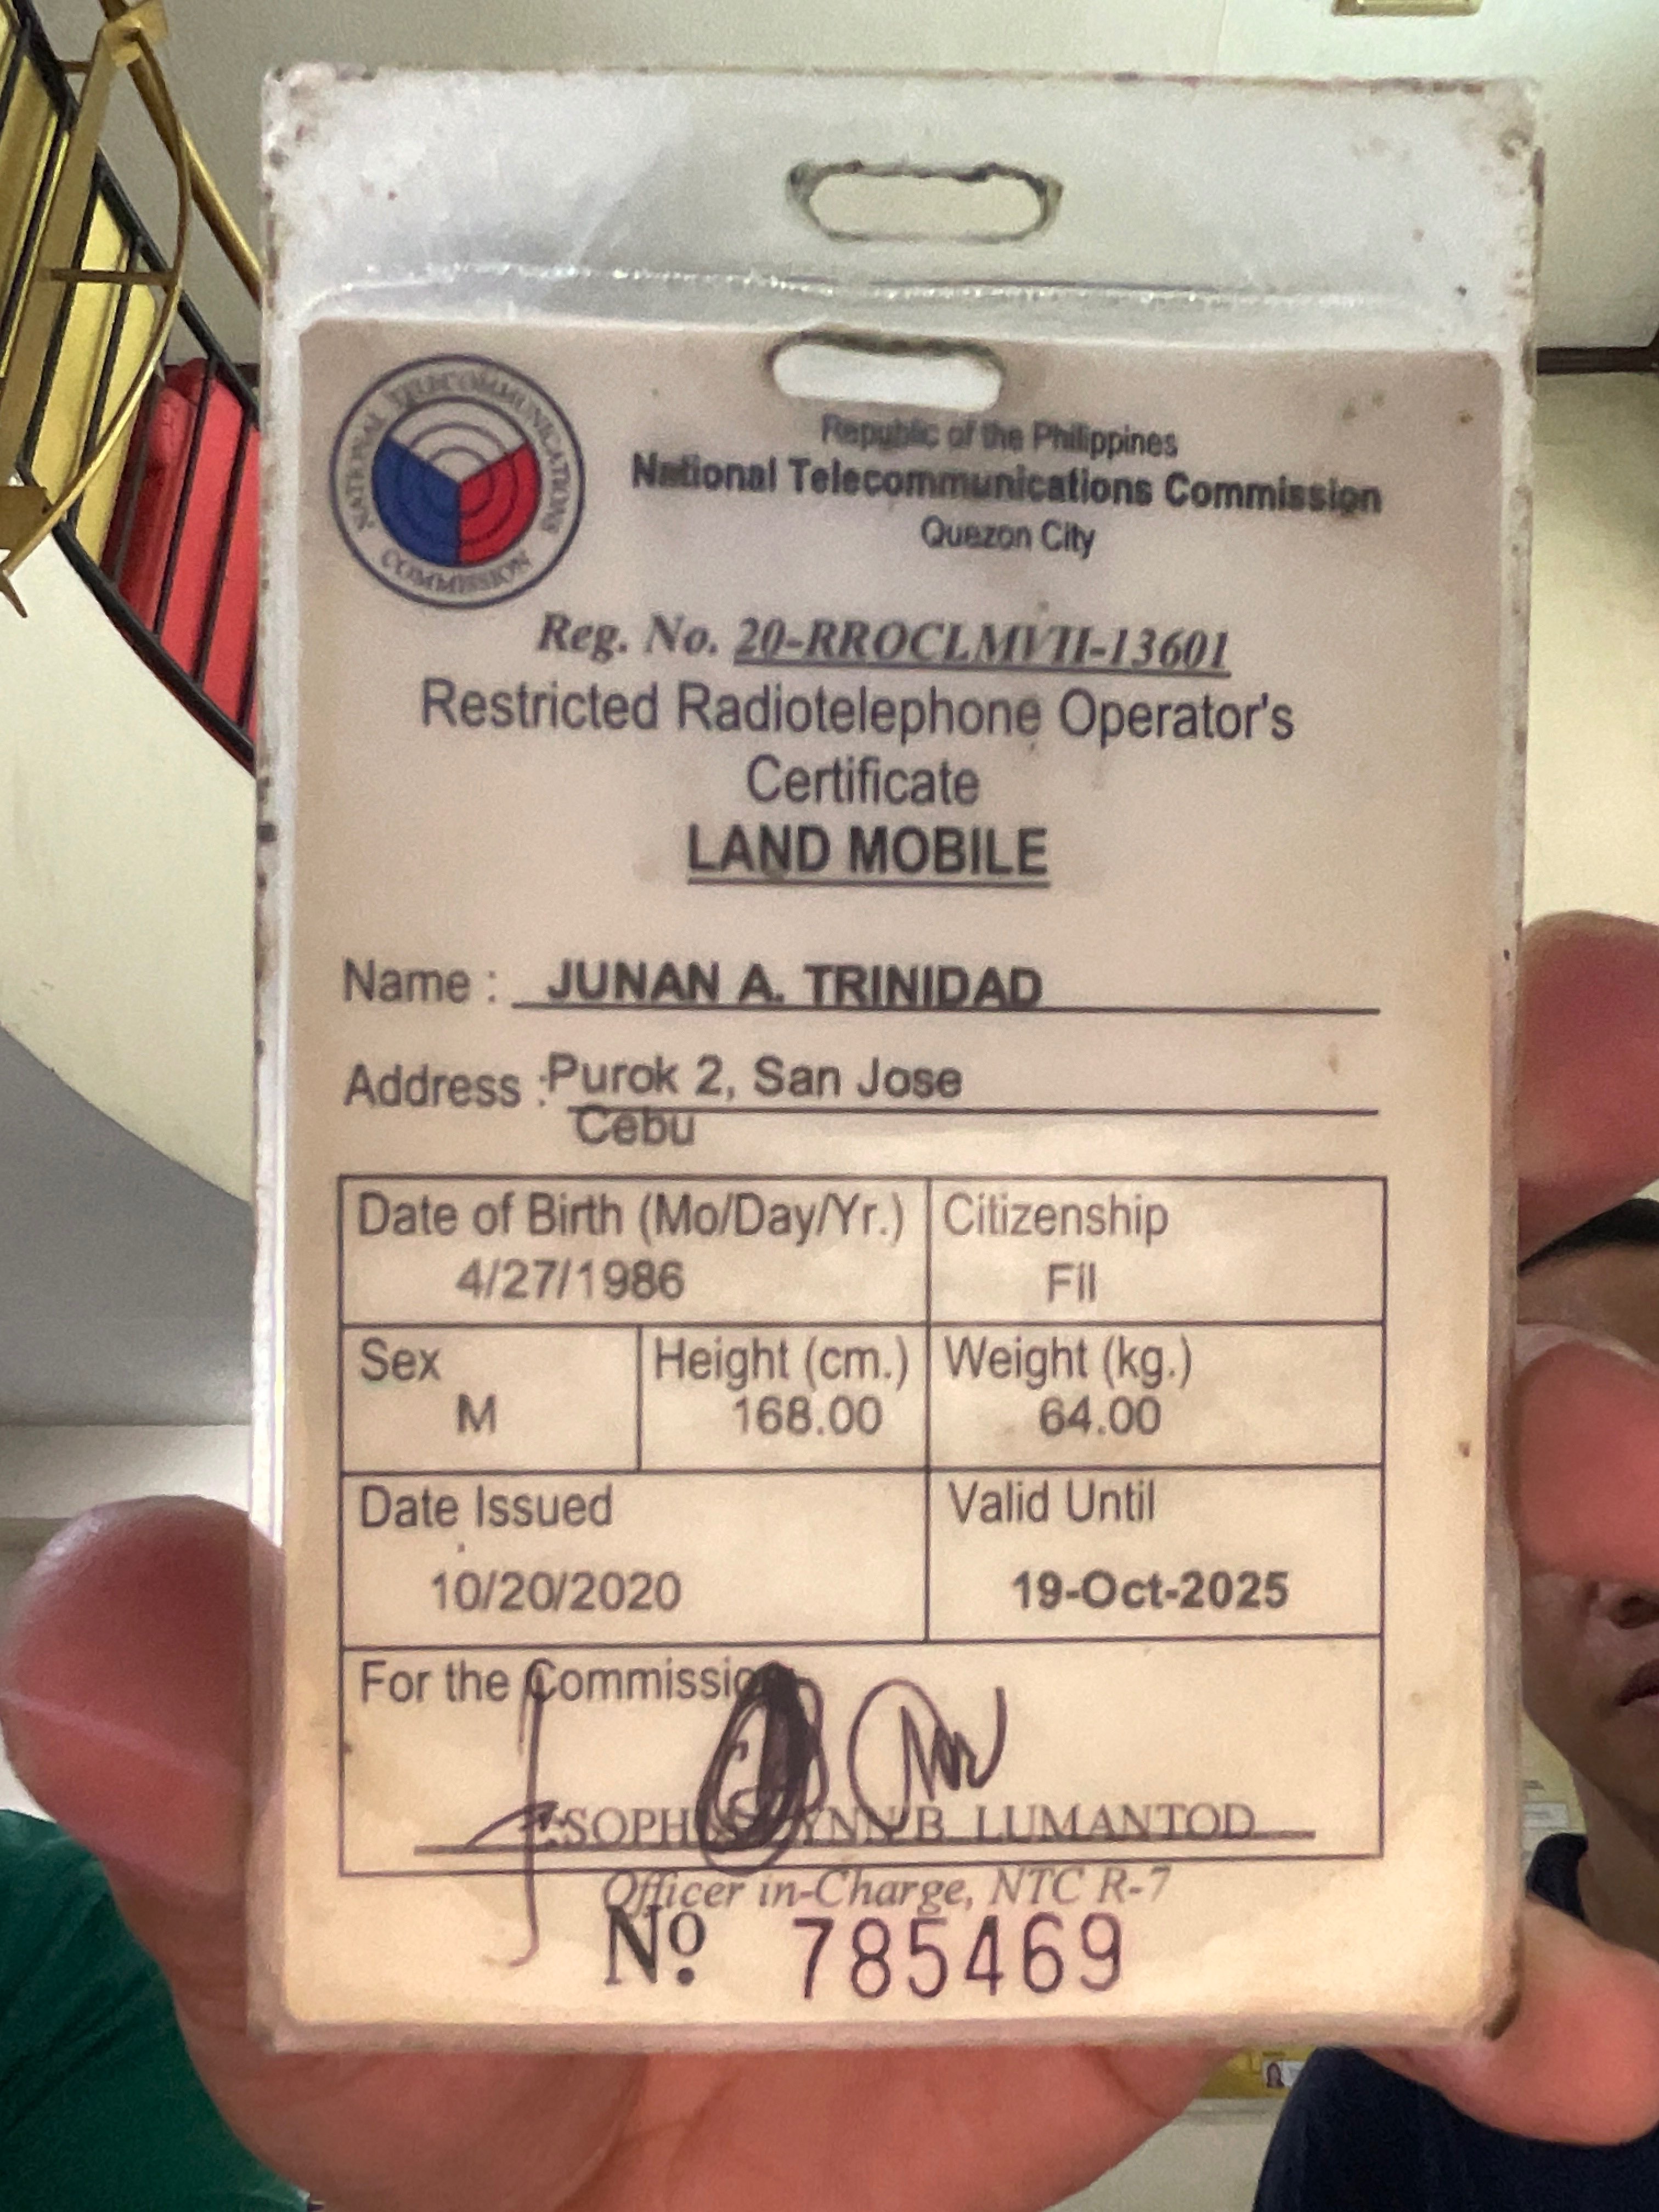 NATIONAL TELECOMMUNICATIONS
COMMISSION
Republic of the Philippines
National Telecommunications Commission
Quezon City
Reg. No. 20-RROCLMVII-13601
Restricted Radiotelephone Operator's
Certificate
LAND MOBILE
Name : JUNAN A. TRINIDAD
Address : Purok 2, San Jose
Cebu
Date of Birth (Mo/Day/Yr.) Citizenship
4/27/1986 Fil
Sex Height (cm.) Weight (kg.)
M 168.00 64.00
Date Issued Valid Until
10/20/2020 19-Oct-2025
For the Commission
B. LUMANTOD
Officer in-Charge, NTC R-7
Nº 785469